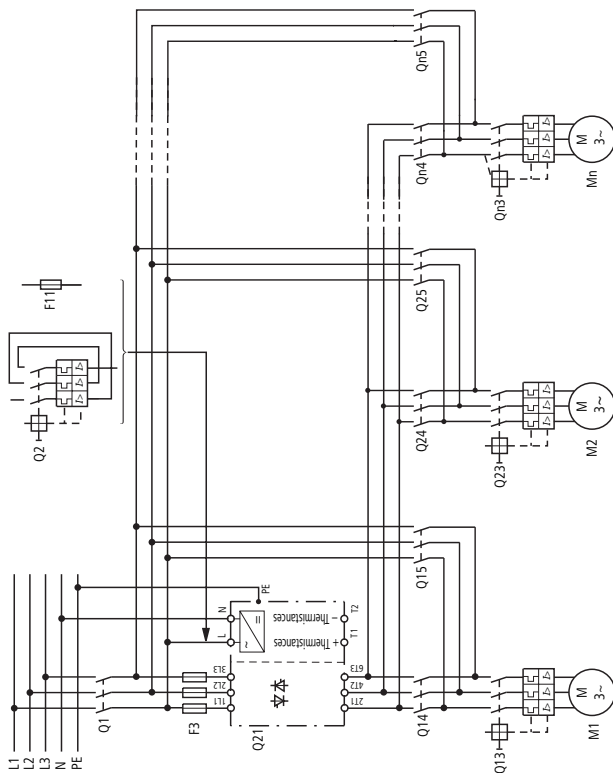 L1
L2
L3
N
PE
Q1
F3
Q21
1L1
2L2
3L3
L
N
PE
~
=
+ Thermistances
– Thermistances
2T1
4T2
6T3
T1
T2
Q2
I>
I>
I>
F11
Q14
Q15
Q13
I>
I>
I>
M
3~
M1
Q24
Q25
Q23
I>
I>
I>
M
3~
M2
Qn4
Qn5
Qn3
I>
I>
I>
M
3~
Mn